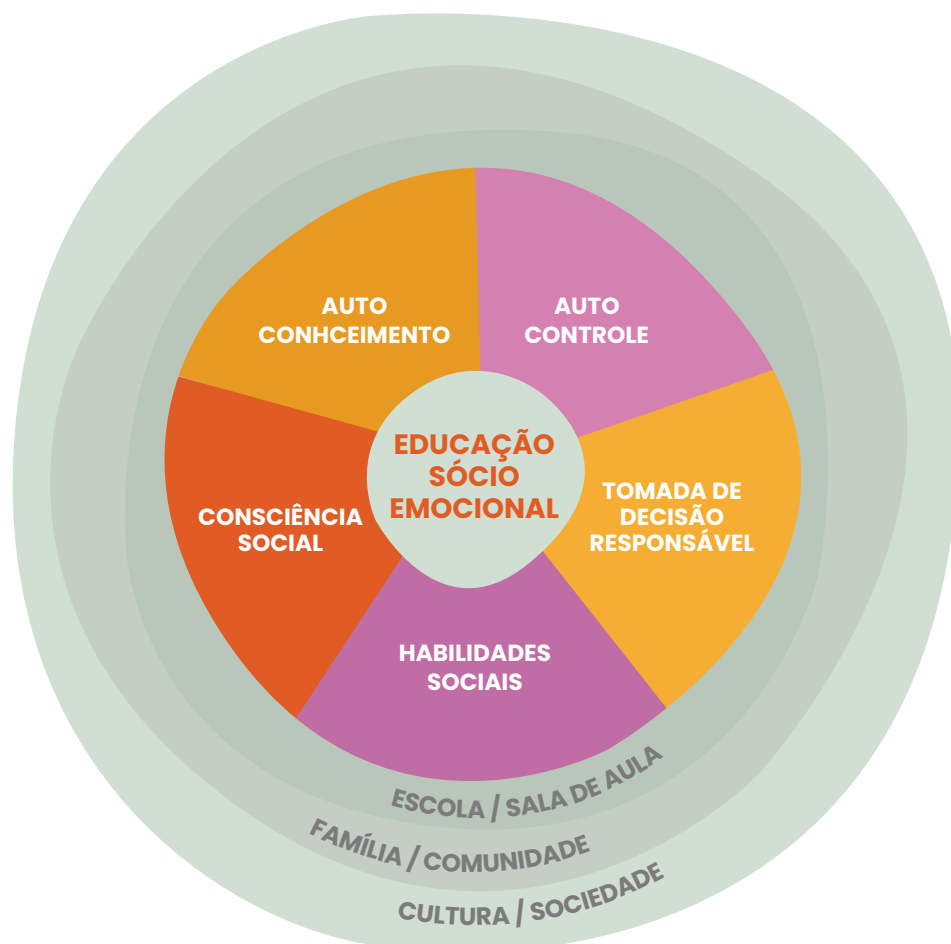 AUTO
CONHCEIMENTO
AUTO
CONTROLE
EDUCAÇÃO
SÓCIO
EMOCIONAL
CONSCIÊNCIA
SOCIAL
TOMADA DE
DECISÃO
RESPONSÁVEL
HABILIDADES
SOCIAIS
ESCOLA / SALA DE AULA
FAMÍLIA / COMUNIDADE
CULTURA / SOCIEDADE